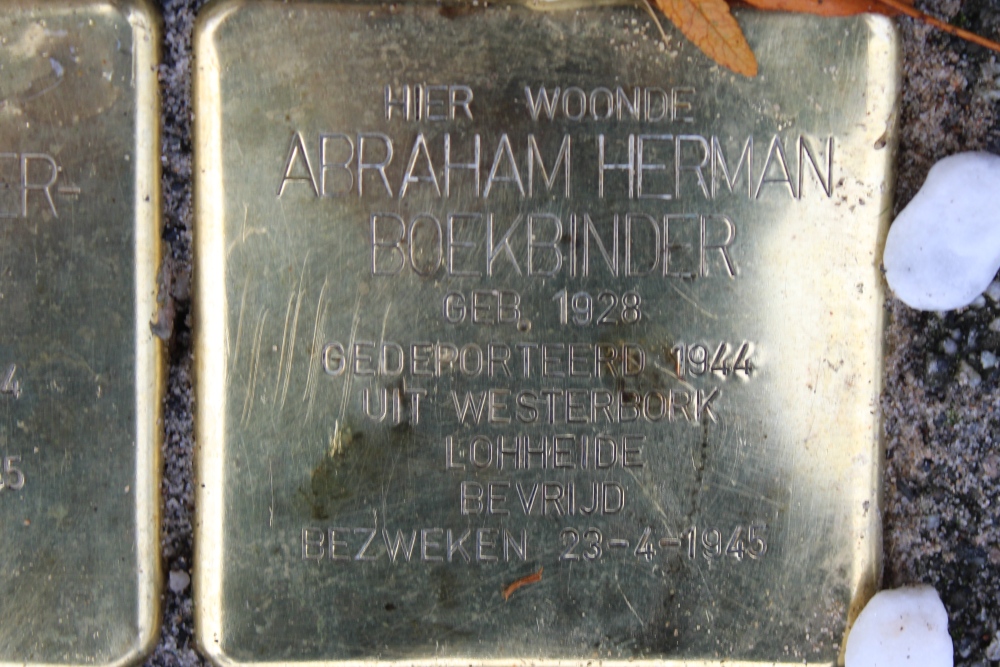 HIER WOONDE
ABRAHAM HERMAN
BOEKBINDER
GEB. 1928
GEDEPORTEERD 1944
UIT WESTERBORK
LOHHEIDE
BEVRIJD
BEZWEKEN 23-4-1945